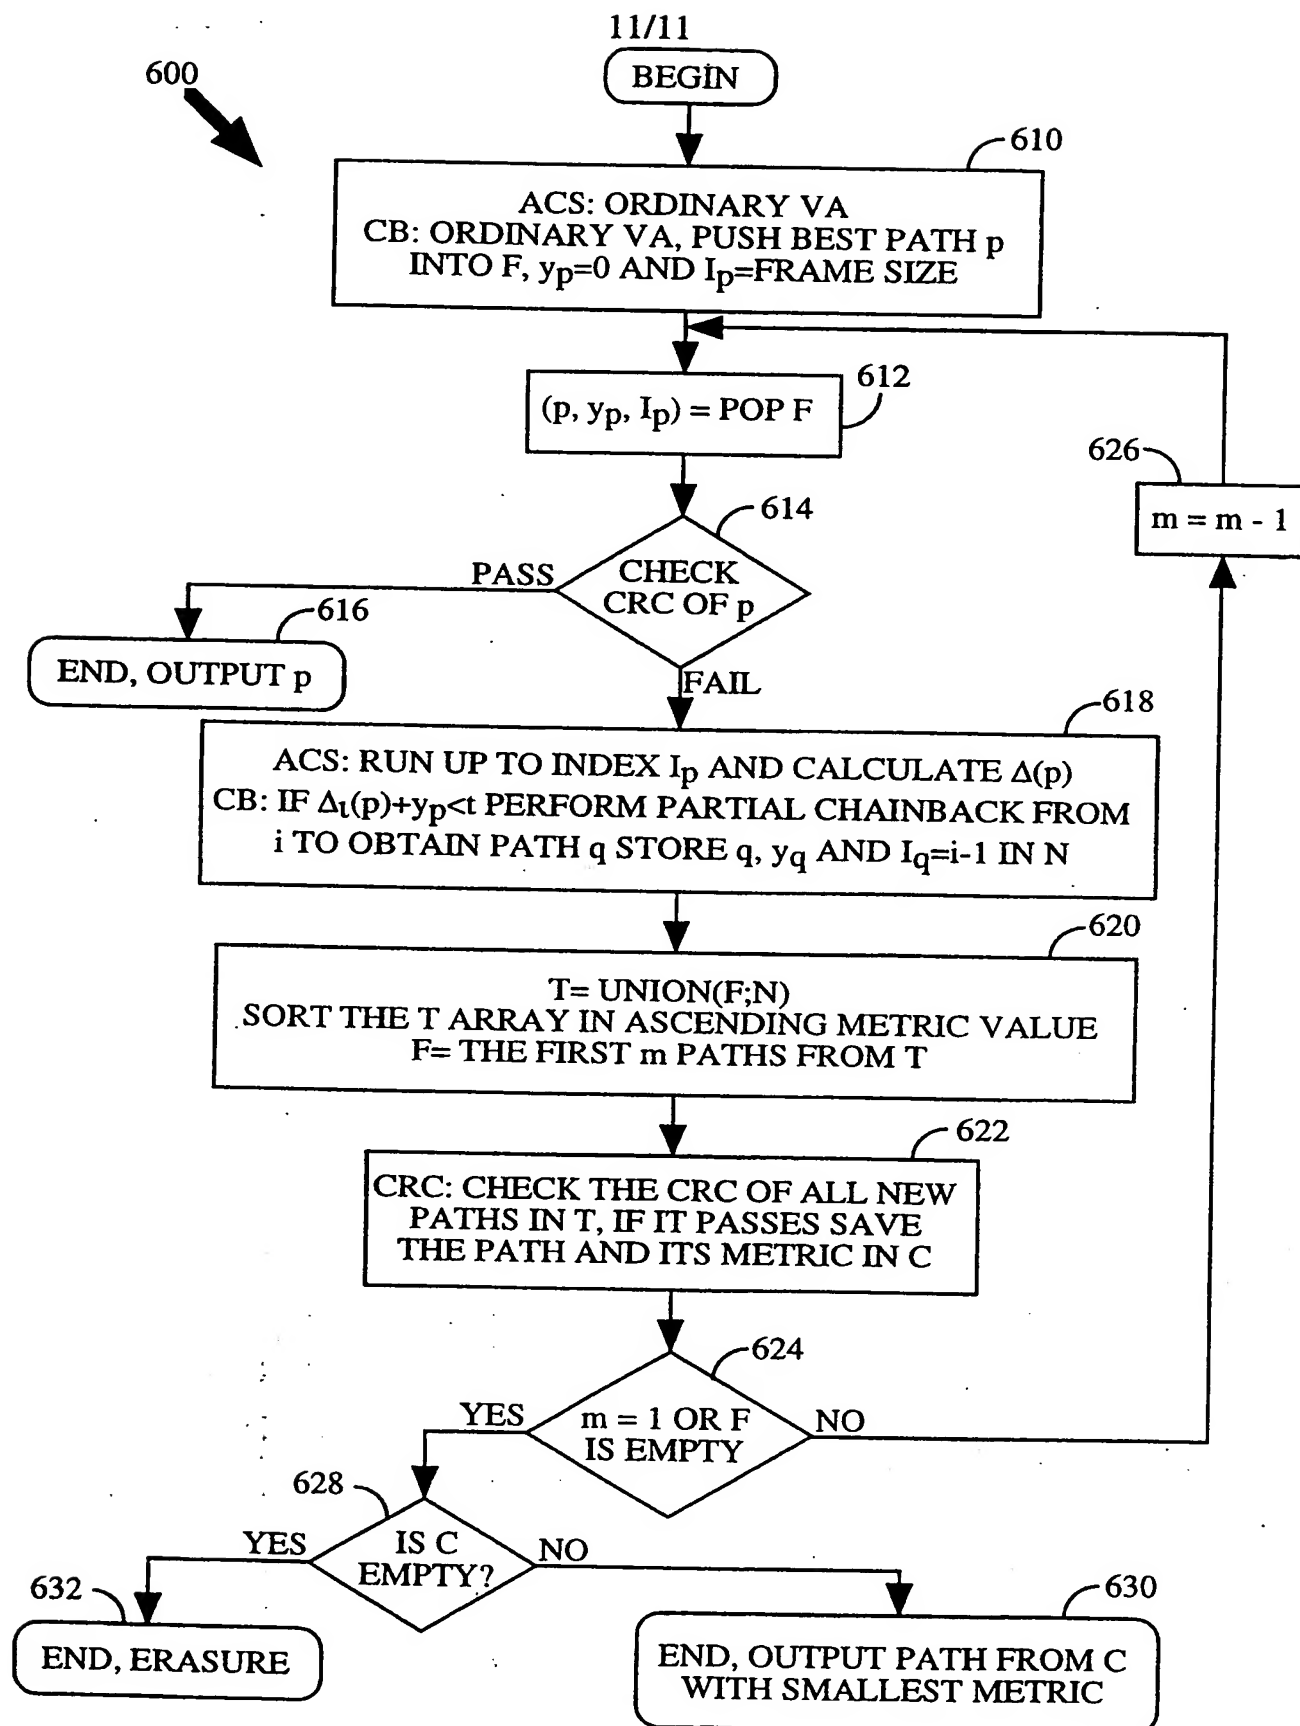 11/11
600
BEGIN
610
ACS: ORDINARY VA
CB: ORDINARY VA, PUSH BEST PATH p
INTO F, yp=0 AND Ip=FRAME SIZE
612
(p, yp, Ip) = POP F
626
m = m - 1
614
CHECK
CRC OF p
PASS
616
END, OUTPUT p
FAIL
618
ACS: RUN UP TO INDEX Ip AND CALCULATE Δ(p)
CB: IF Δι(p)+yp<t PERFORM PARTIAL CHAINBACK FROM
i TO OBTAIN PATH q STORE q, yq AND Iq=i-1 IN N
620
T= UNION(F;N)
SORT THE T ARRAY IN ASCENDING METRIC VALUE
F= THE FIRST m PATHS FROM T
622
CRC: CHECK THE CRC OF ALL NEW
PATHS IN T, IF IT PASSES SAVE
THE PATH AND ITS METRIC IN C
624
YES
m = 1 OR F
IS EMPTY
NO
628
YES
IS C
EMPTY?
NO
632
END, ERASURE
630
END, OUTPUT PATH FROM C
WITH SMALLEST METRIC